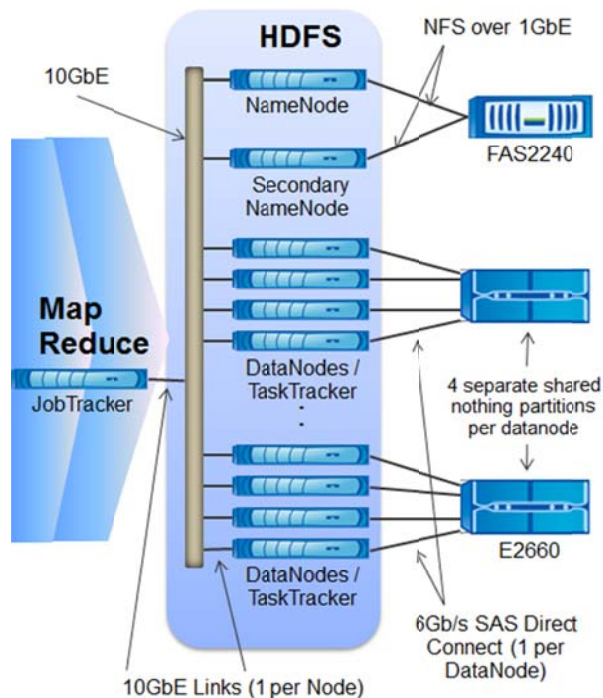 HDFS
NFS over 1GbE
10GbE
NameNode
FAS2240
Secondary
NameNode
Map
Reduce
JobTracker
DataNodes /
TaskTracker
4 separate shared
nothing partitions
per datanode
E2660
DataNodes /
TaskTracker
6Gb/s SAS Direct
Connect (1 per
DataNode)
10GbE Links (1 per Node)